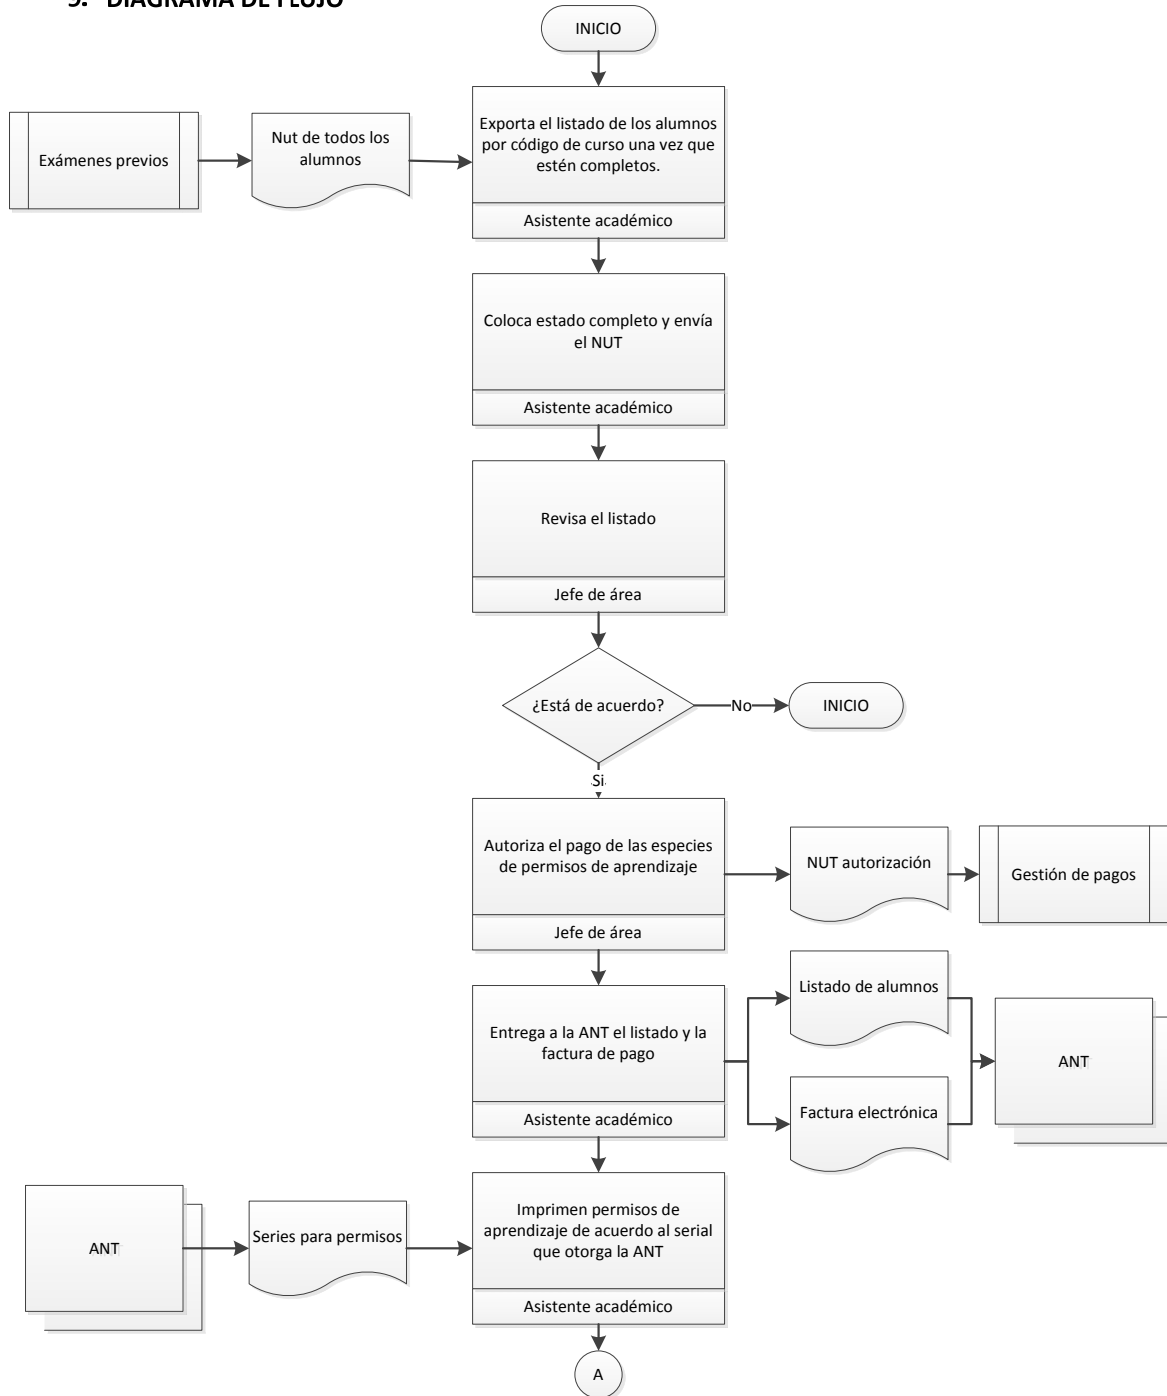 5. DIAGRAMA DE FLUJO
INICIO
Exámenes previos
Nut de todos los
alumnos
Exporta el listado de los alumnos
por código de curso una vez que
estén completos.
Asistente académico
Coloca estado completo y envía
el NUT
Asistente académico
Revisa el listado
Jefe de área
¿Está de acuerdo?
No
INICIO
Si
Autoriza el pago de las especies
de permisos de aprendizaje
Jefe de área
NUT autorización
Gestión de pagos
Entrega a la ANT el listado y la
factura de pago
Asistente académico
Listado de alumnos
Factura electrónica
ANT
ANT
Series para permisos
Imprimen permisos de
aprendizaje de acuerdo al serial
que otorga la ANT
Asistente académico
A